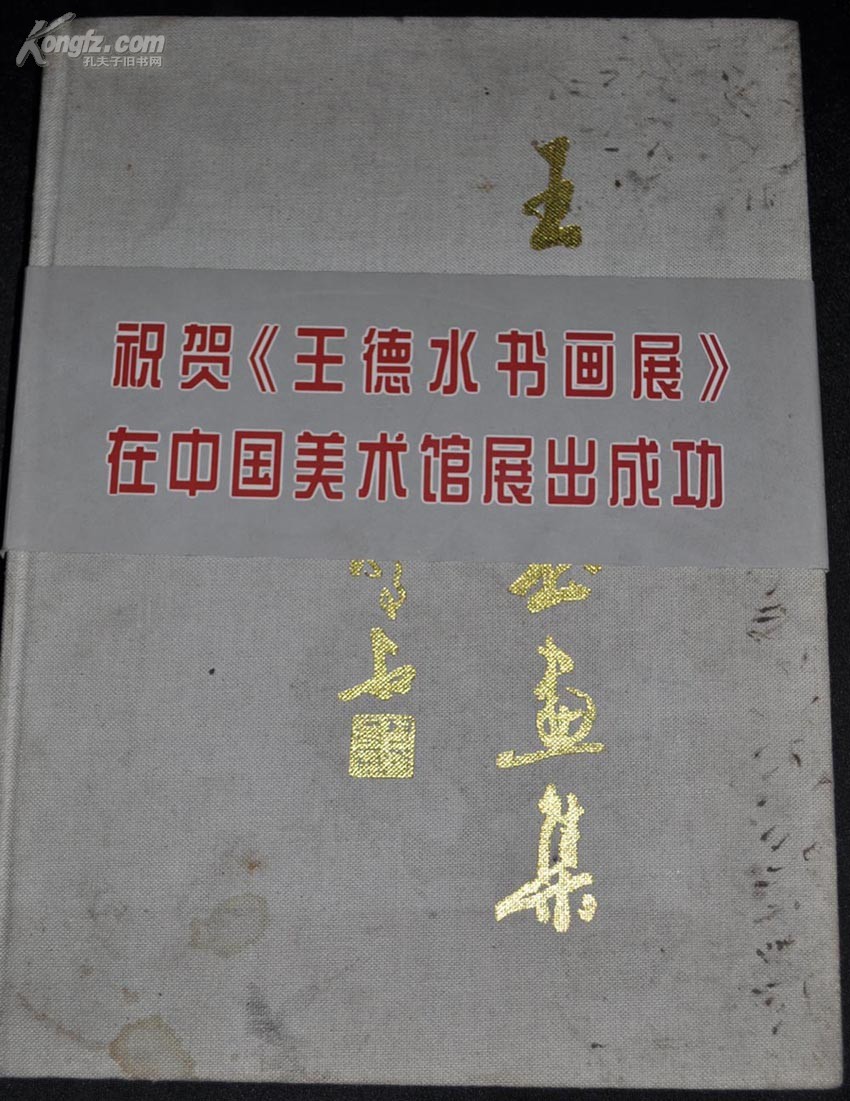 Kongfz.com
孔夫子旧书网
王
祝贺《王德水书画展》
在中国美术馆展出成功
书画集